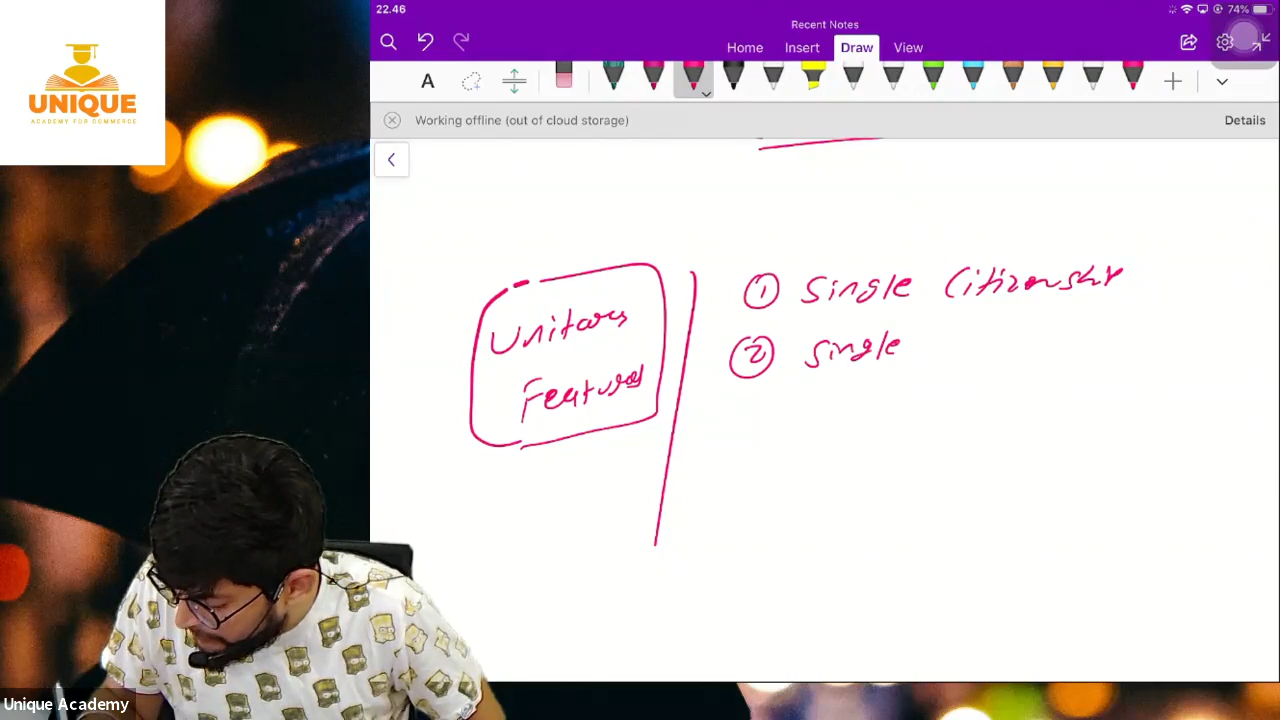 UNIQUE
ACADEMY FOR COMMERCE
22.46
74%
Recent Notes
Home Insert Draw View
A
Working offline (out of cloud storage)
Details
Unitary
Features
① Single Citizenship
② Single
Unique Academy